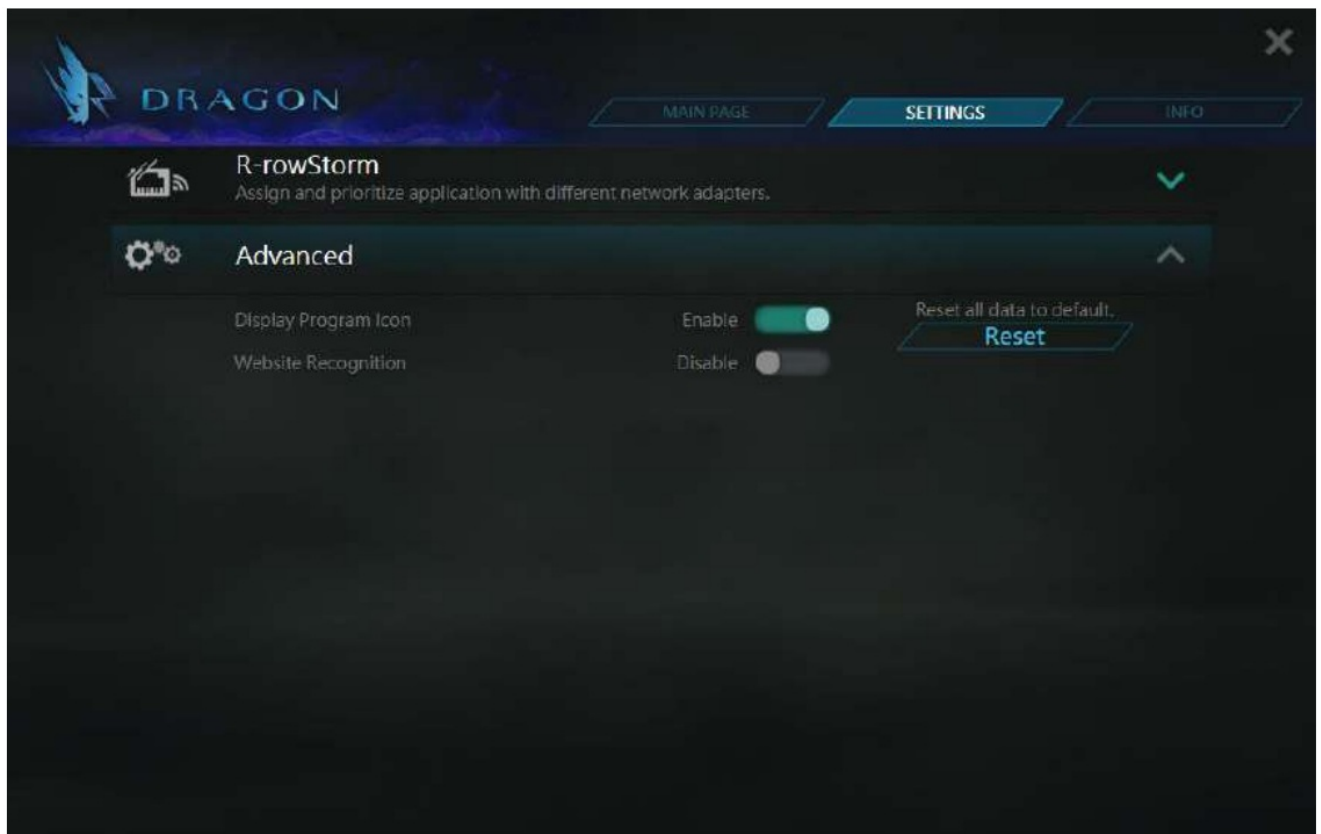 DRAGON
MAIN PAGE
SETTINGS
INFO
R-rowStorm
Assign and prioritize application with different network adapters.
Advanced
Display Program Icon
Enable
Reset all data to default.
Reset
Website Recognition
Disable